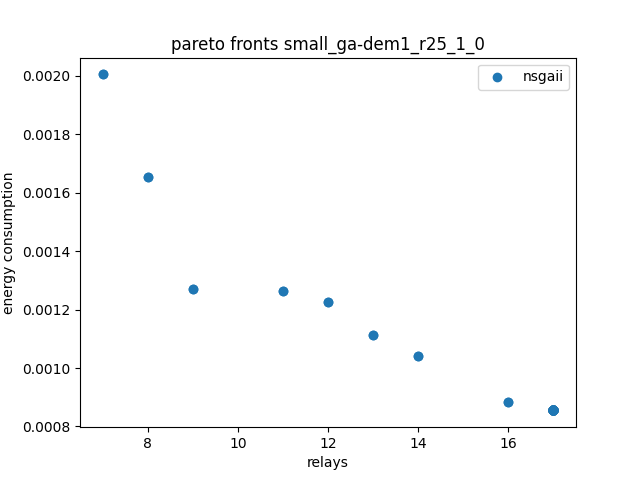 pareto fronts small_ga-dem1_r25_1_0
nsgaii
0.0020
0.0018
0.0016
0.0014
0.0012
0.0010
0.0008
energy consumption
8 10 12 14 16
relays